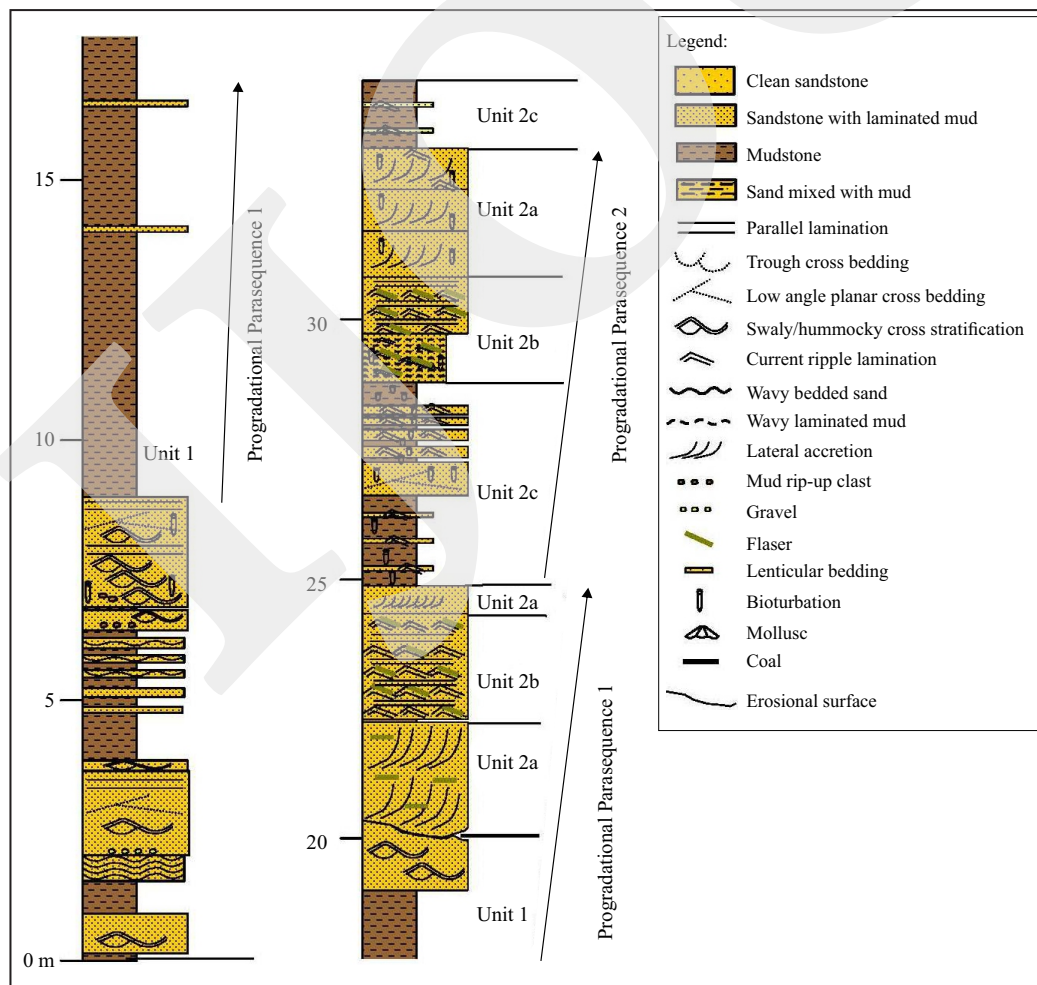 15
10
5
0 m
Unit 1
Progradational Parasequence 1
30
25
20
Unit 2c
Unit 2a
Unit 2b
Unit 2c
Unit 2a
Unit 2b
Unit 2a
Unit 1
Progradational Parasequence 2
Progradational Parasequence 1
Legend:
Clean sandstone
Sandstone with laminated mud
Mudstone
Sand mixed with mud
Parallel lamination
Trough cross bedding
Low angle planar cross bedding
Swaly/hummocky cross stratification
Current ripple lamination
Wavy bedded sand
Wavy laminated mud
Lateral accretion
Mud rip-up clast
Gravel
Flaser
Lenticular bedding
Bioturbation
Mollusc
Coal
Erosional surface